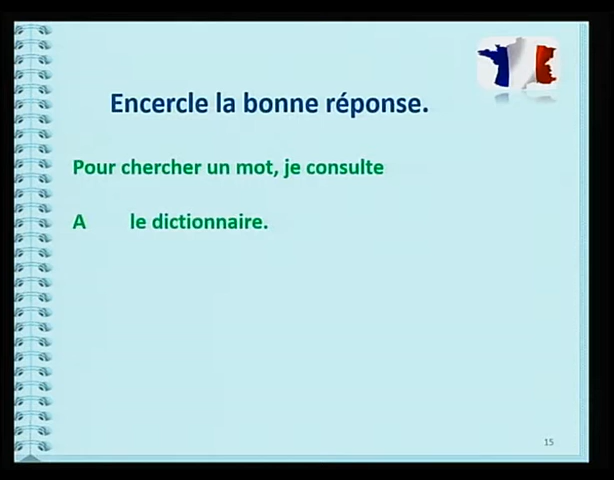 Encercle la bonne réponse.
Pour chercher un mot, je consulte
A le dictionnaire.
15